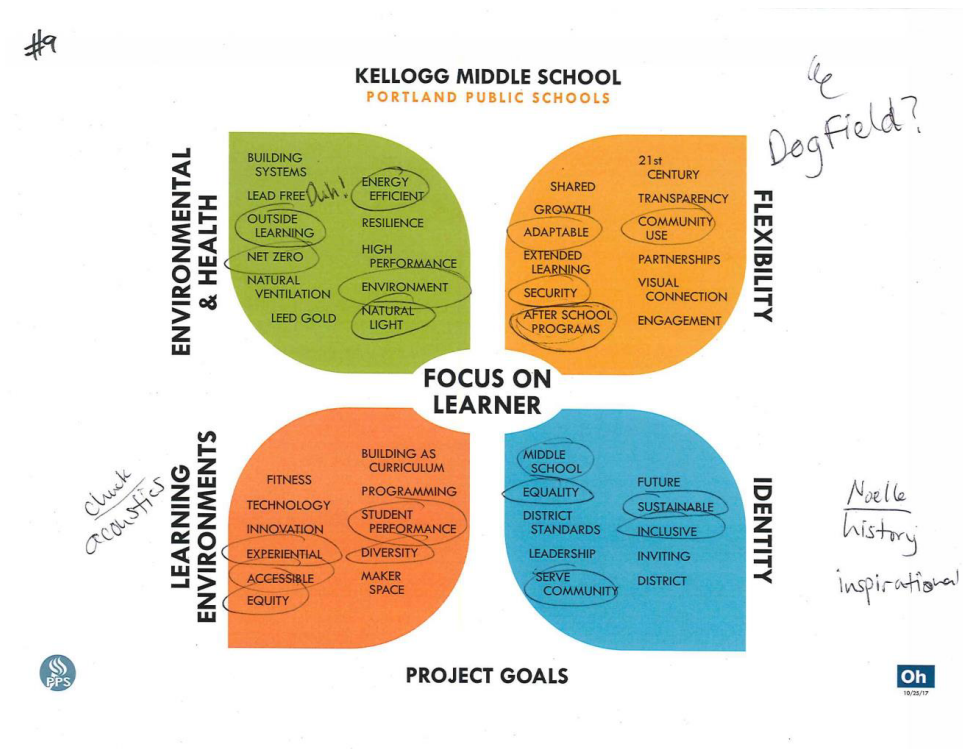 #9
KELLOGG MIDDLE SCHOOL
PORTLAND PUBLIC SCHOOLS
Dog Field?
ENVIRONMENTAL
& HEALTH
BUILDING
SYSTEMS
LEAD FREE Duh!
OUTSIDE
LEARNING
NET ZERO
NATURAL
VENTILATION
LEED GOLD
ENERGY
EFFICIENT
RESILIENCE
HIGH
PERFORMANCE
ENVIRONMENT
NATURAL
LIGHT
SHARED
GROWTH
ADAPTABLE
EXTENDED
LEARNING
SECURITY
AFTER SCHOOL
PROGRAMS
21st
CENTURY
TRANSPARENCY
COMMUNITY
USE
PARTNERSHIPS
VISUAL
CONNECTION
ENGAGEMENT
FLEXIBILITY
FOCUS ON
LEARNER
acoustics
LEARNING
ENVIRONMENTS
FITNESS
TECHNOLOGY
INNOVATION
EXPERIENTIAL
ACCESSIBLE
EQUITY
BUILDING AS
CURRICULUM
PROGRAMMING
STUDENT
PERFORMANCE
DIVERSITY
MAKER
SPACE
MIDDLE
SCHOOL
EQUALITY
DISTRICT
STANDARDS
LEADERSHIP
SERVE
COMMUNITY
FUTURE
SUSTAINABLE
INCLUSIVE
INVITING
DISTRICT
IDENTITY
Noelle
history
inspirational
PPS
PROJECT GOALS
Oh
10/25/17